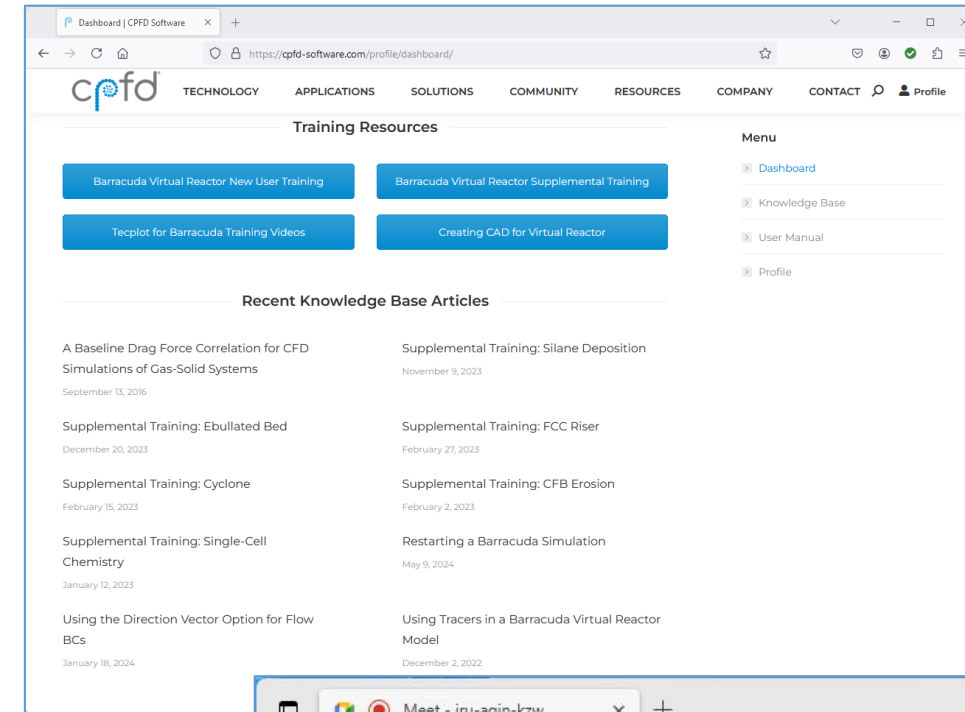 Dashboard | CPFD Software
https://cpfd-software.com/profile/dashboard/
cpfd
TECHNOLOGY APPLICATIONS SOLUTIONS COMMUNITY RESOURCES COMPANY CONTACT Profile
Training Resources
Barracuda Virtual Reactor New User Training
Barracuda Virtual Reactor Supplemental Training
Tecplot for Barracuda Training Videos
Creating CAD for Virtual Reactor
Menu
Dashboard
Knowledge Base
User Manual
Profile
Recent Knowledge Base Articles
A Baseline Drag Force Correlation for CFD
Simulations of Gas-Solid Systems
September 13, 2016
Supplemental Training: Silane Deposition
November 9, 2023
Supplemental Training: Ebullated Bed
December 20, 2023
Supplemental Training: FCC Riser
February 27, 2023
Supplemental Training: Cyclone
February 15, 2023
Supplemental Training: CFB Erosion
February 2, 2023
Supplemental Training: Single-Cell
Chemistry
January 12, 2023
Restarting a Barracuda Simulation
May 9, 2024
Using the Direction Vector Option for Flow
BCs
January 18, 2024
Using Tracers in a Barracuda Virtual Reactor
Model
December 2, 2022
Meet -